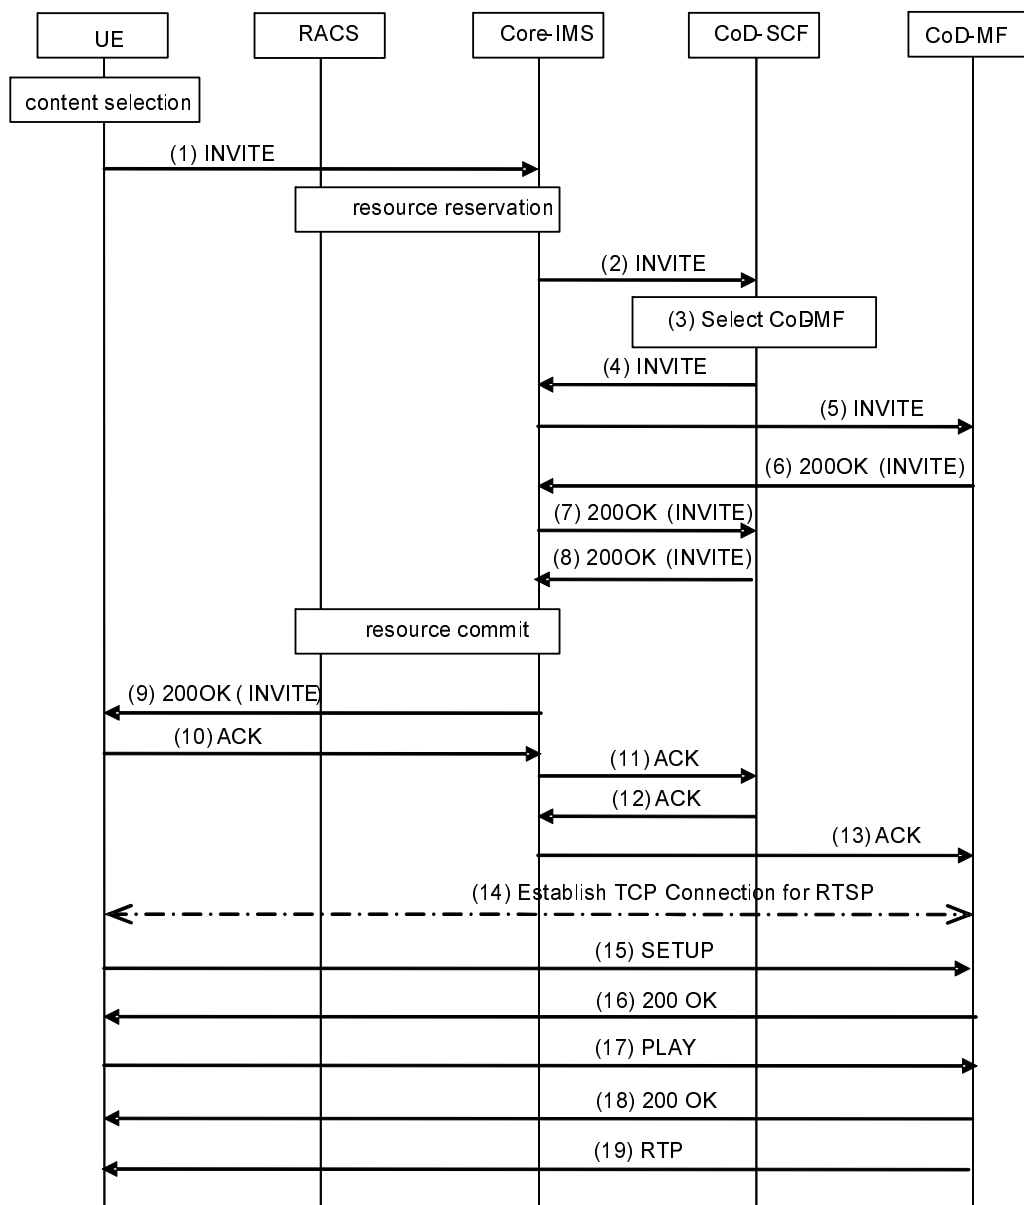 UE
RACS
Core-IMS
CoD-SCF
CoD-MF
content selection
(1) INVITE
resource reservation
(2) INVITE
(3) Select CoDMF
(4) INVITE
(5) INVITE
(6) 200OK (INVITE)
(7) 200OK (INVITE)
(8) 200OK (INVITE)
resource commit
(9) 200OK ( INVITE)
(10) ACK
(11) ACK
(12) ACK
(13) ACK
(14) Establish TCP Connection for RTSP
(15) SETUP
(16) 200 OK
(17) PLAY
(18) 200 OK
(19) RTP